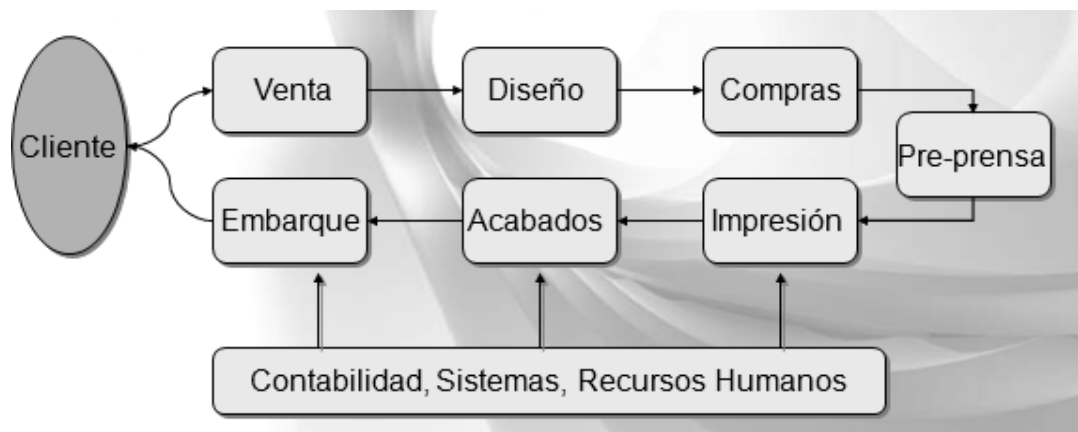 Cliente
Venta
Diseño
Compras
Pre-prensa
Impresión
Acabados
Embarque
Contabilidad, Sistemas, Recursos Humanos